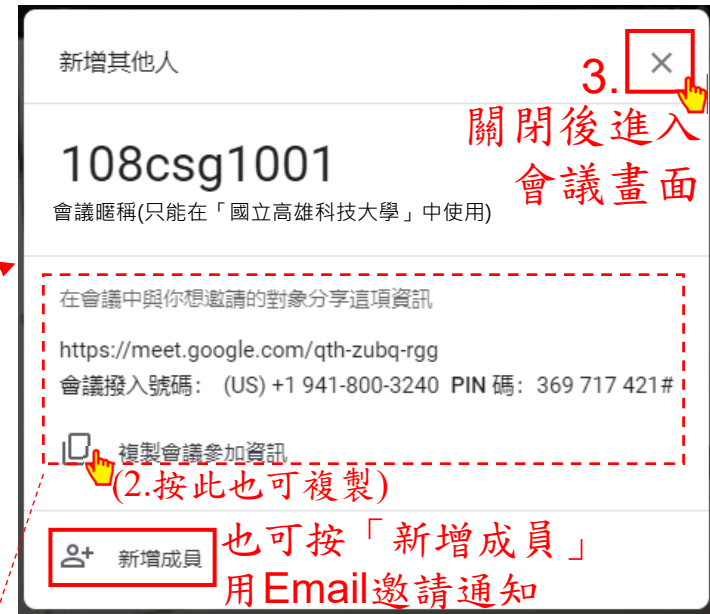 新增其他人
3.
關閉後進入
會議畫面
108csg1001
會議暱稱(只能在「國立高雄科技大學」中使用)
在會議中與你想邀請的對象分享這項資訊
https://meet.google.com/qth-zubq-rgg
會議撥入號碼： (US) +1 941-800-3240 PIN 碼： 369 717 421#
複製會議參加資訊
(2.按此也可複製)
新增成員
也可按「新增成員」
用Email邀請通知